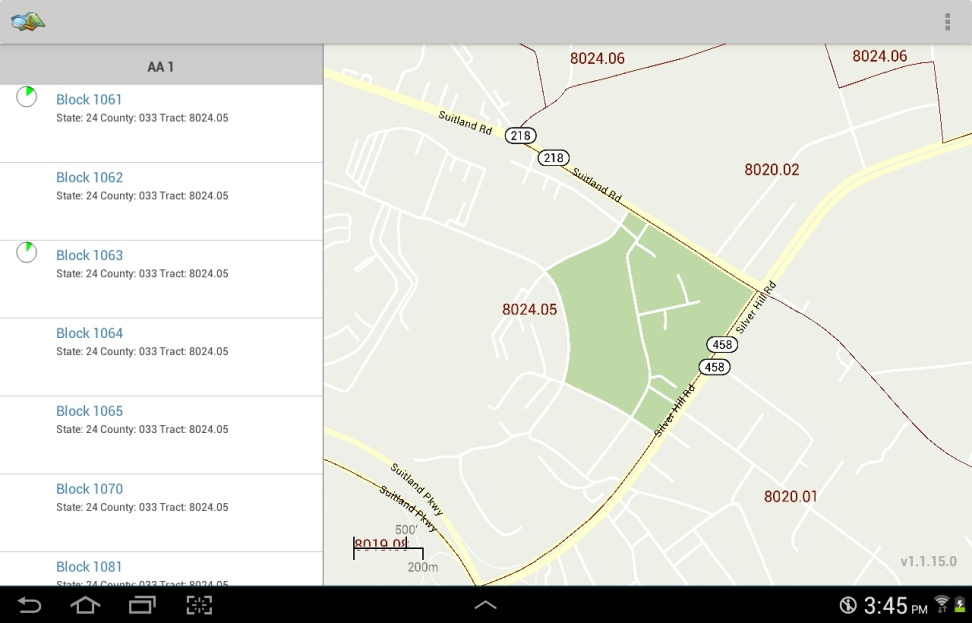 AA 1
Block 1061
State: 24 County: 033 Tract: 8024.05
Block 1062
State: 24 County: 033 Tract: 8024.05
Block 1063
State: 24 County: 033 Tract: 8024.05
Block 1064
State: 24 County: 033 Tract: 8024.05
Block 1065
State: 24 County: 033 Tract: 8024.05
Block 1070
State: 24 County: 033 Tract: 8024.05
Block 1081
State: 24 County: 033 Tract: 8024.05
8024.06
8024.06
Suitland Rd
218
218
8020.02
Suitland Rd
8024.05
Silver Hill Rd
458
458
Silver Hill Rd
Suitland Pkwy
Suitland Pkwy
8020.01
500'
8019.08
200m
v1.1.15.0
3:45 PM